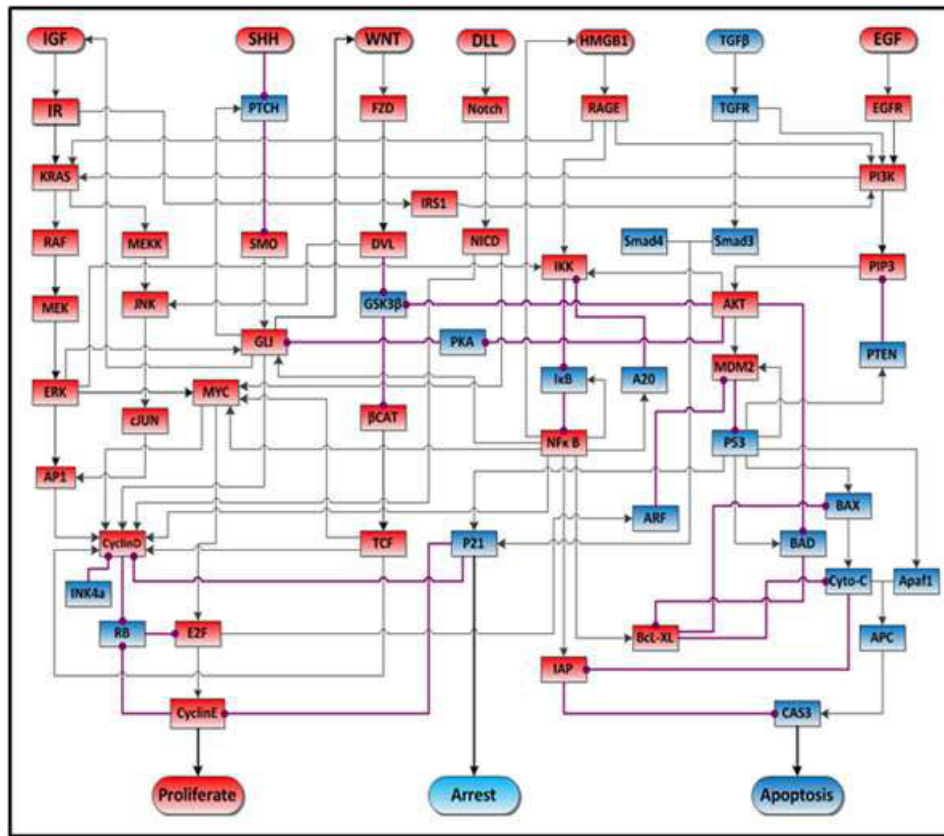 IGF SHH WNT DLL HMGB1 TGFβ EGF
IR PTCH FZD Notch RAGE TGFR EGFR
KRAS PI3K
IRS1
RAF MEKK SMO DVL NICD Smad4 Smad3
IKK PIP3
MEK JNK GSK3β AKT
GLI PKA PTEN
ERK MYC IκB A20 MDM2
cJUN βCAT
NFκ B P53
AP1
BAX
ARF
CyclinD TCF P21 BAD
INK4a Cyto-C Apaf1
RB E2F BcL-XL APC
IAP
CyclinE CAS3
Proliferate Arrest Apoptosis